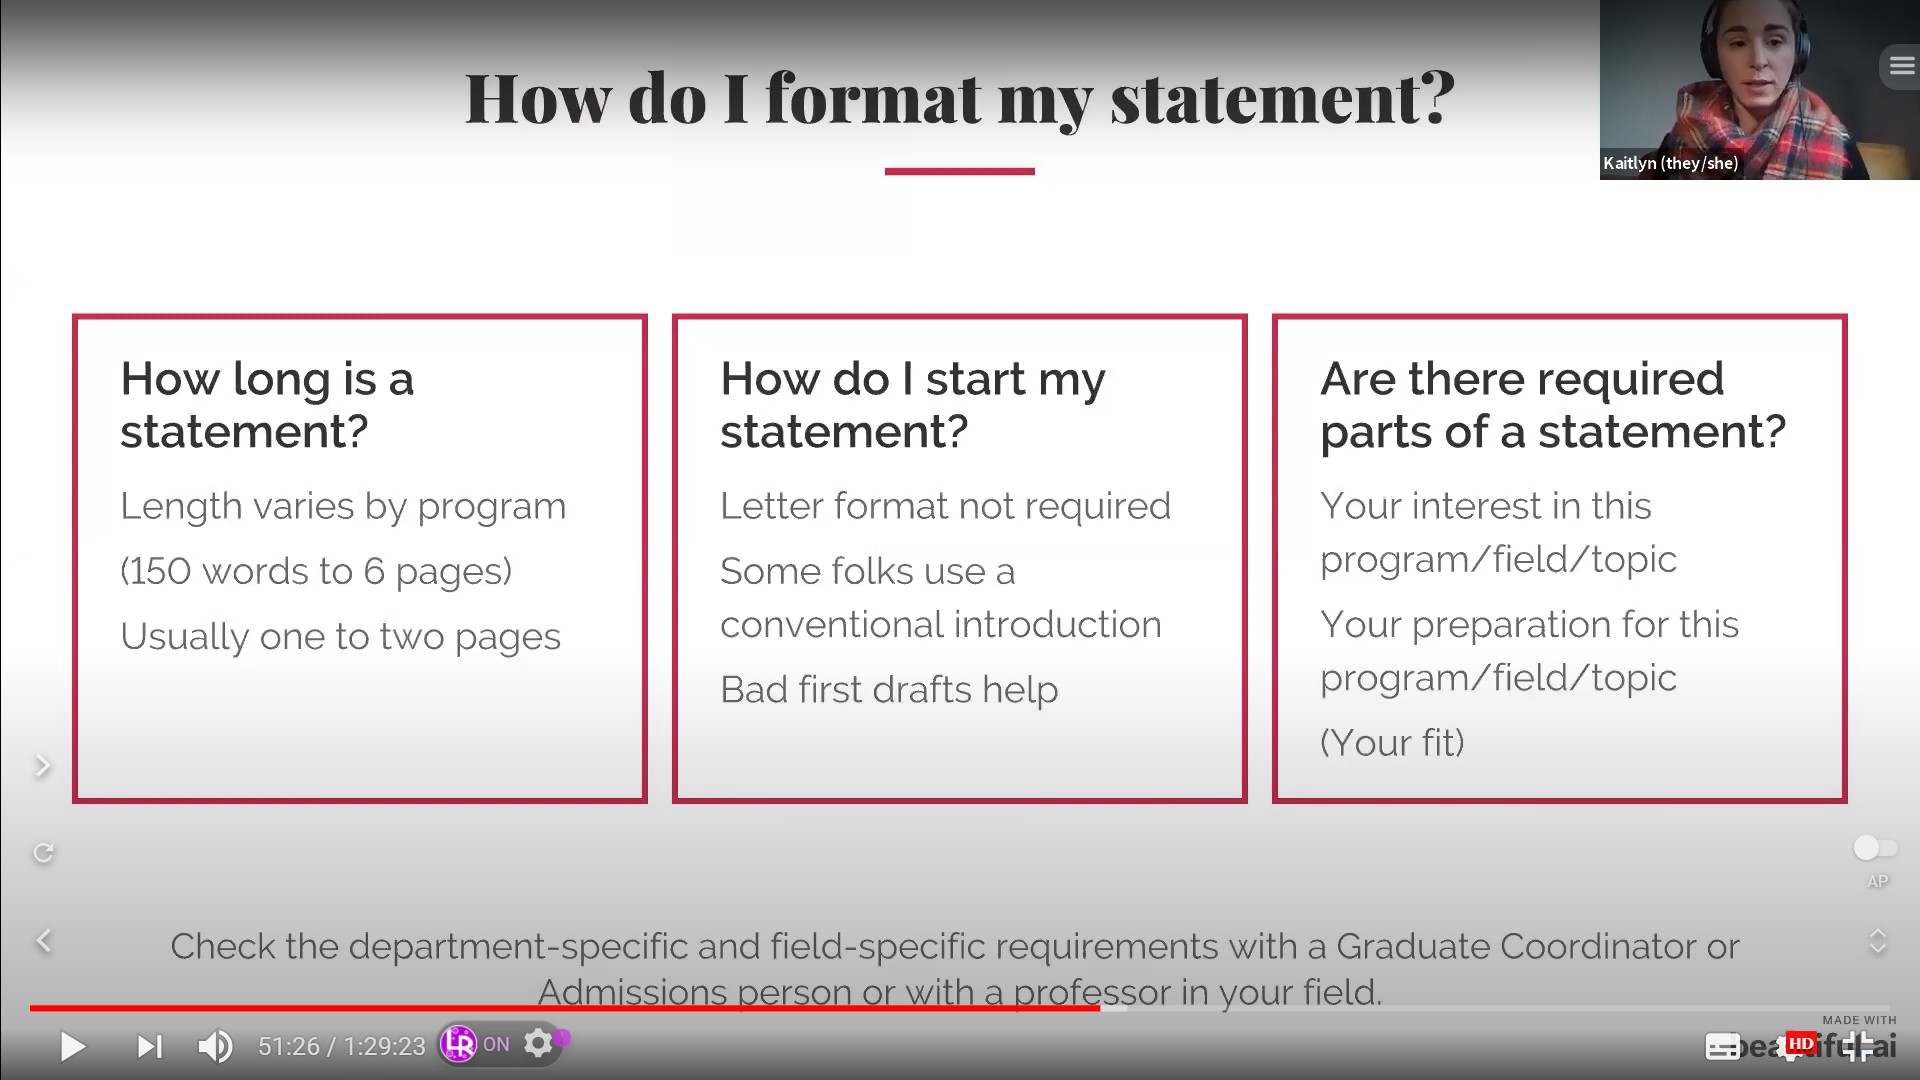 How do I format my statement?
Kaitlyn (they/she)
How long is a
statement?
Length varies by program
(150 words to 6 pages)
Usually one to two pages
How do I start my
statement?
Letter format not required
Some folks use a
conventional introduction
Bad first drafts help
Are there required
parts of a statement?
Your interest in this
program/field/topic
Your preparation for this
program/field/topic
(Your fit)
AP
Check the department-specific and field-specific requirements with a Graduate Coordinator or
Admissions person or with a professor in your field.
MADE WITH
beautiful.ai
51:26 / 1:29:23
LR
ON
HD